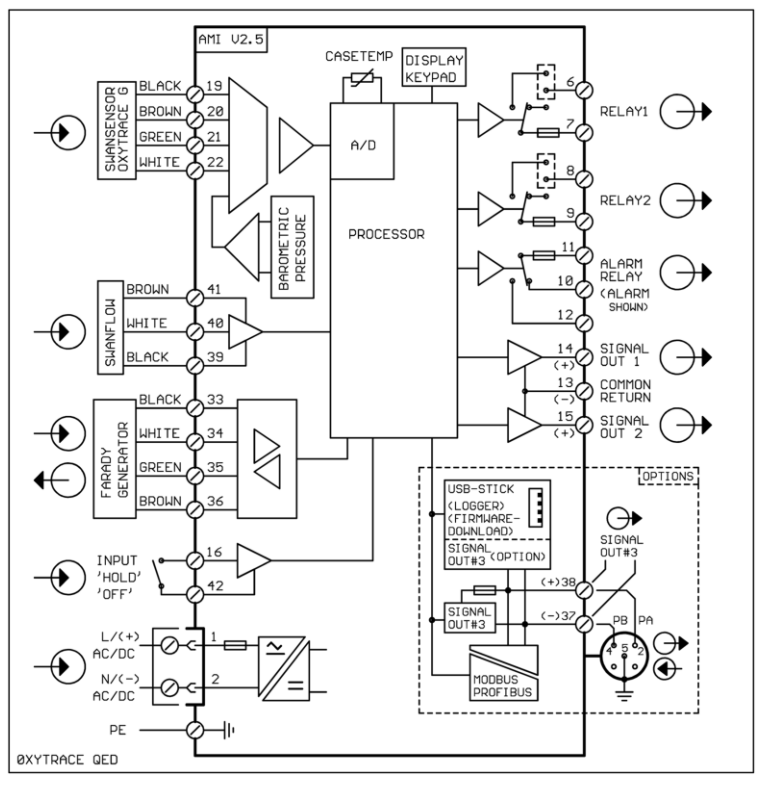 AMI V2.5
CASETEMP
DISPLAY
KEYPAD
A/D
PROCESSOR
SWANSENSOR
OXYTRACE G
BLACK 19
BROWN 20
GREEN 21
WHITE 22
BAROMETRIC
PRESSURE
SWANFLOW
BROWN 41
WHITE 40
BLACK 39
FARADY
GENERATOR
BLACK 33
WHITE 34
GREEN 35
BROWN 36
INPUT
'HOLD'
'OFF'
16
42
L/(+)
AC/DC
1
N/(-)
AC/DC
2
PE
6
RELAY1
7
8
RELAY2
9
11
ALARM
RELAY
10
(ALARM
SHOWN)
12
14
(+)
SIGNAL
OUT 1
13
(-)
COMMON
RETURN
15
(+)
SIGNAL
OUT 2
OPTIONS
USB-STICK
(LOGGER)
(FIRMWARE-
DOWNLOAD)
SIGNAL
OUT#3 (OPTION)
SIGNAL
OUT#3
(+)38
SIGNAL
OUT#3
(-)37
PB PA
4 5 2
MODBUS
PROFIBUS
OXYTRACE QED